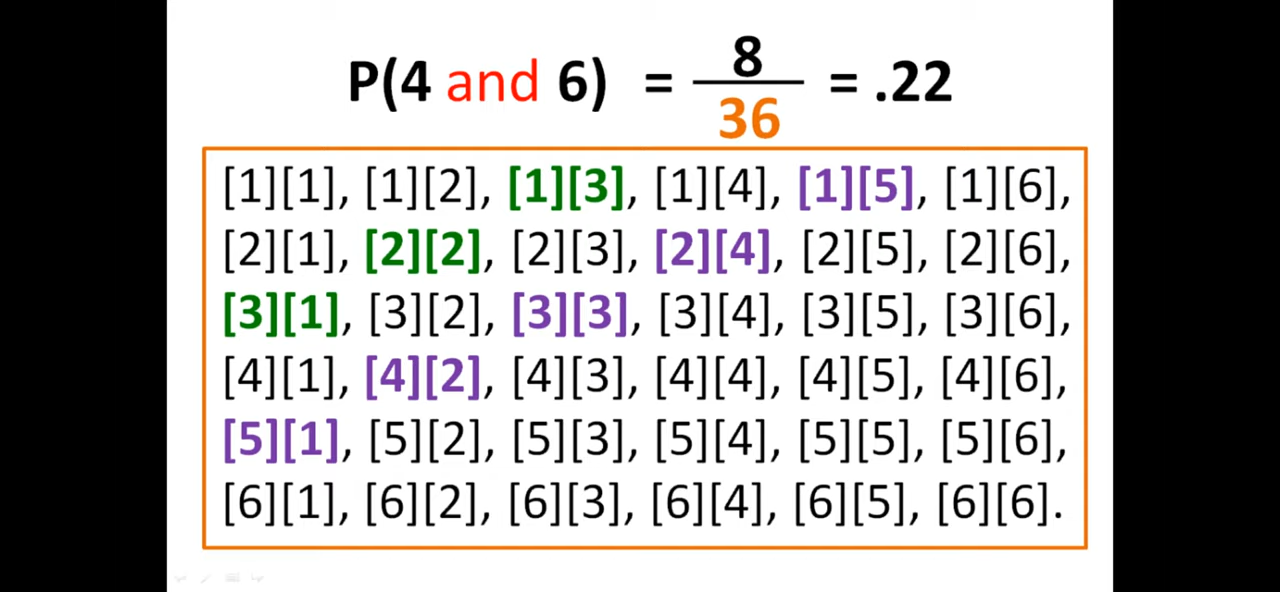 P(4 and 6) = 8/36 = .22
[1][1], [1][2], [1][3], [1][4], [1][5], [1][6],
[2][1], [2][2], [2][3], [2][4], [2][5], [2][6],
[3][1], [3][2], [3][3], [3][4], [3][5], [3][6],
[4][1], [4][2], [4][3], [4][4], [4][5], [4][6],
[5][1], [5][2], [5][3], [5][4], [5][5], [5][6],
[6][1], [6][2], [6][3], [6][4], [6][5], [6][6].